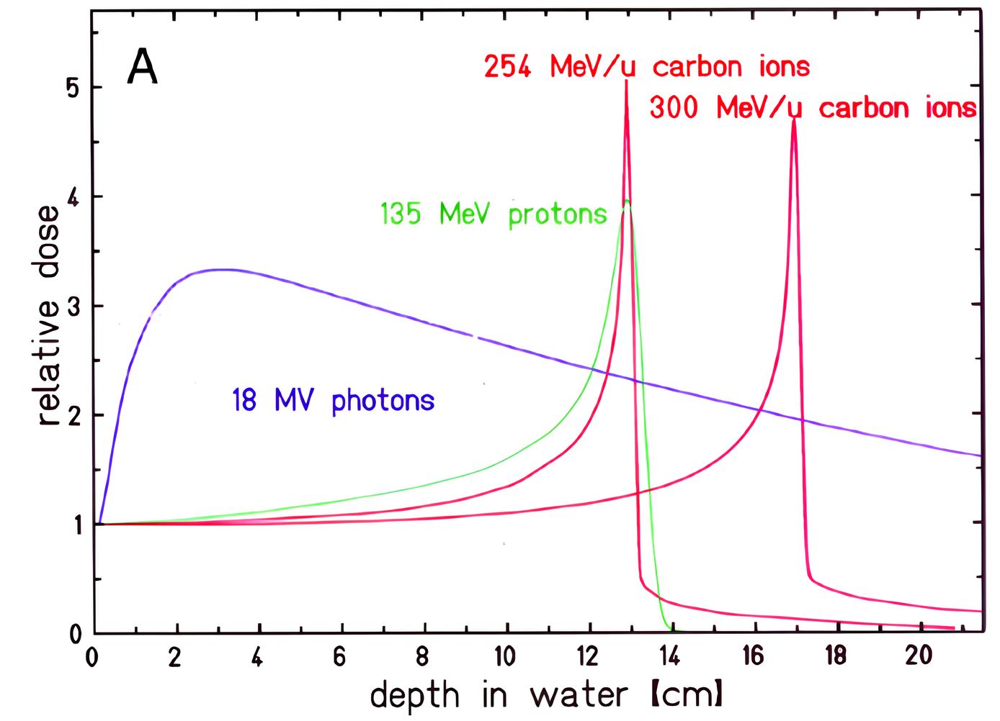 A
254 MeV/u carbon ions
300 MeV/u carbon ions
135 MeV protons
18 MV photons
relative dose
5
4
3
2
1
0
0 2 4 6 8 10 12 14 16 18 20
depth in water [cm]